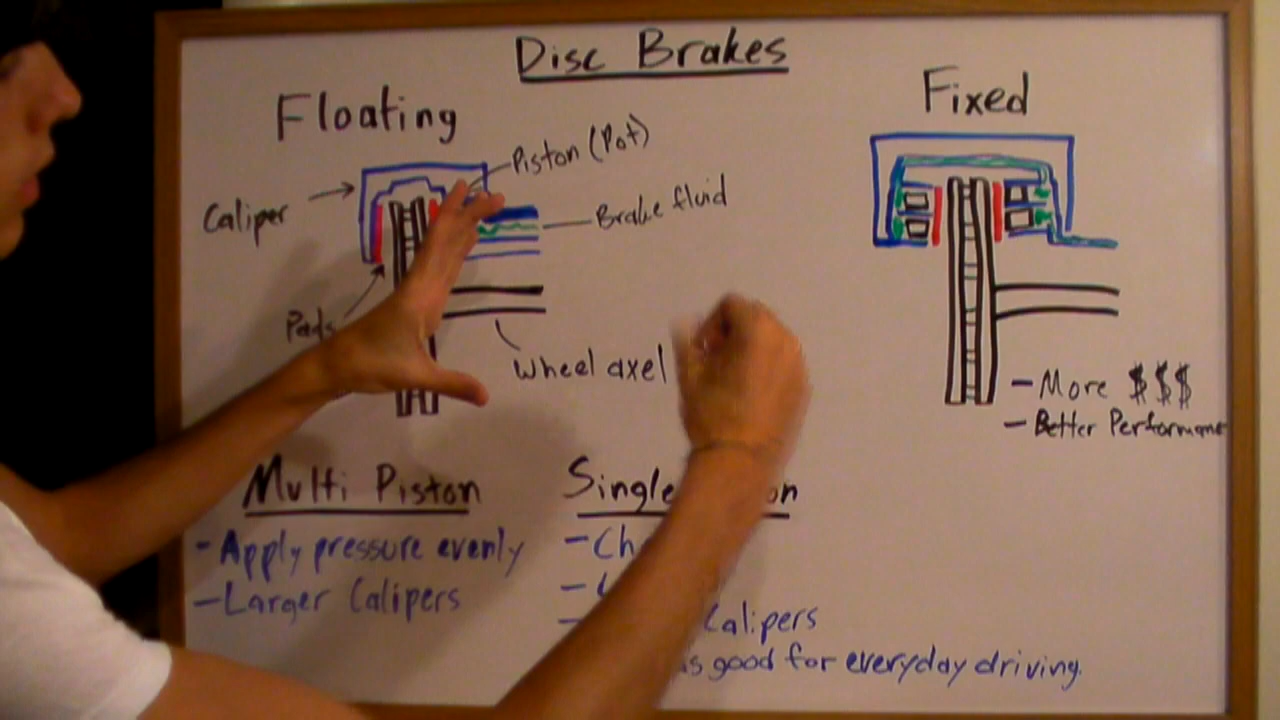 Disc Brakes
Floating
Piston (Pot)
Caliper
Brake fluid
Pads
Wheel axel
Fixed
- More $$$
- Better Performance
Multi Piston
- Apply pressure evenly
- Larger Calipers
Single
-
-
- Calipers
is good for everyday driving.